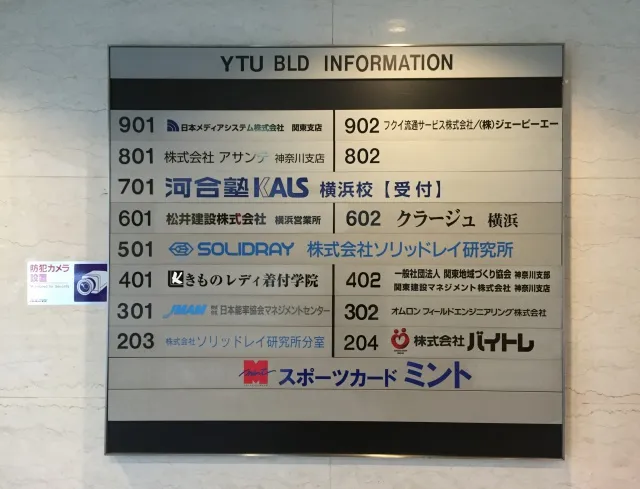 YTU BLD INFORMATION
901 日本メディアシステム株式会社 関東支店
902 フクイ流通サービス株式会社/(株)ジェーピーエー
801 株式会社 アサンテ 神奈川支店
802
701 河合塾KALS 横浜校【受付】
601 松井建設株式会社 横浜営業所
602 クラージュ 横浜
501 SOLIDRAY 株式会社ソリッドレイ研究所
401 きものレディ着付学院
402 一般社団法人 関東地域づくり協会 神奈川支部
関東建設マネジメント株式会社 神奈川支店
301 JMAM 日本能率協会マネジメントセンター
302 オムロン フィールドエンジニアリング株式会社
203 株式会社ソリッドレイ研究所分室
204 株式会社バイトレ
mint スポーツカード ミント
防犯カメラ
設置